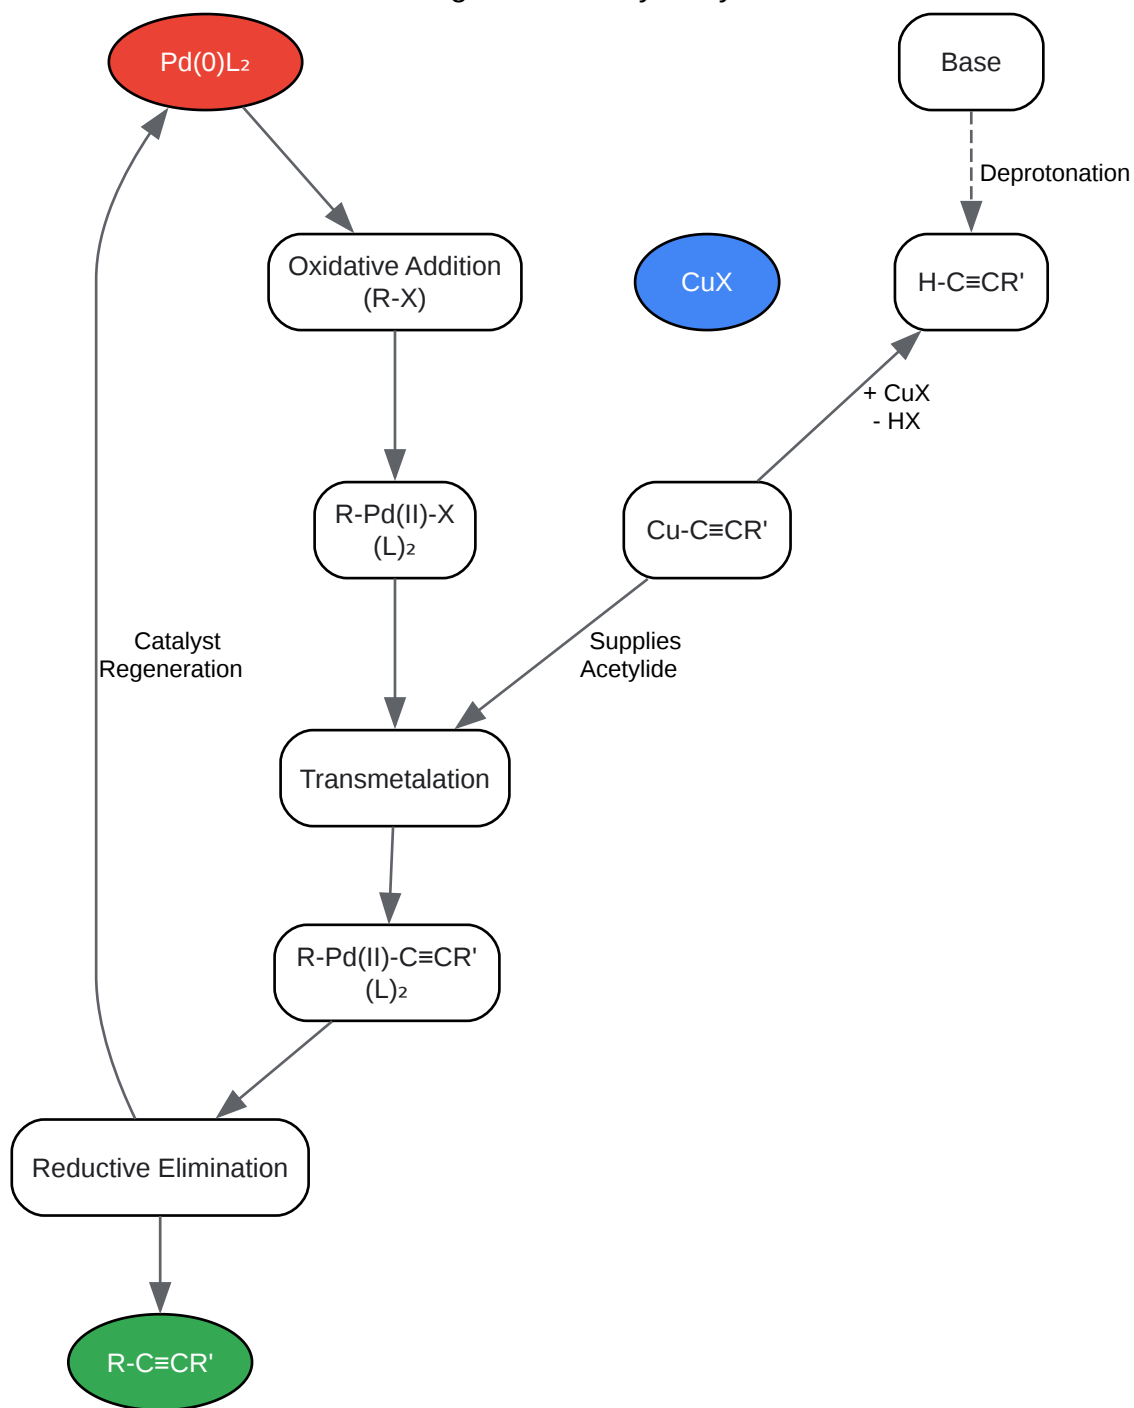 Pd(0)L₂
Base
Deprotonation
Oxidative Addition
(R-X)
CuX
H-C≡CR'
+ CuX
- HX
R-Pd(II)-X
(L)₂
Cu-C≡CR'
Catalyst
Regeneration
Supplies
Acetylide
Transmetalation
R-Pd(II)-C≡CR'
(L)₂
Reductive Elimination
R-C≡CR'